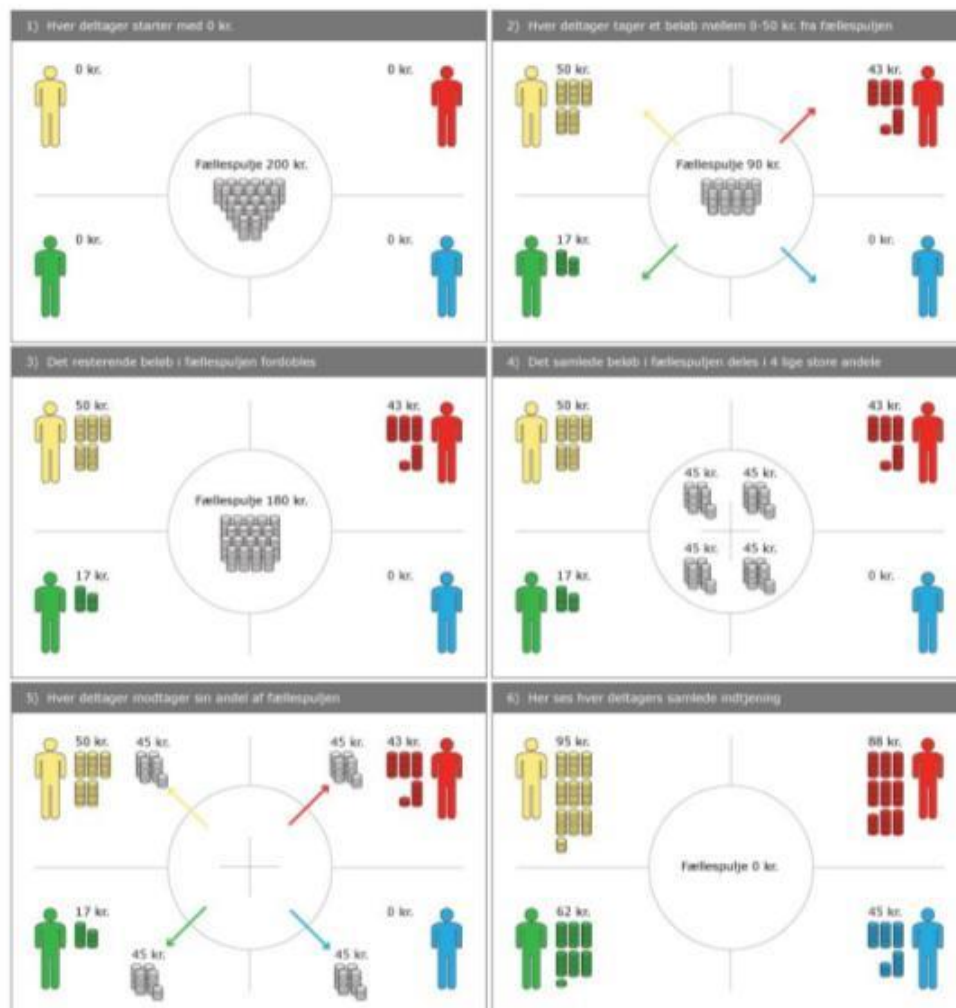 1) Hver deltager starter med 0 kr.
0 kr.
0 kr.
Fællespulje 200 kr.
0 kr.
0 kr.
2) Hver deltager tager et beløb mellem 0-50 kr. fra fællespuljen
50 kr.
43 kr.
Fællespulje 90 kr.
17 kr.
0 kr.
3) Det resterende beløb i fællespuljen fordobles
50 kr.
43 kr.
Fællespulje 180 kr.
17 kr.
0 kr.
4) Det samlede beløb i fællespuljen deles i 4 lige store andele
50 kr.
43 kr.
45 kr.
45 kr.
45 kr.
45 kr.
17 kr.
0 kr.
5) Hver deltager modtager sin andel af fællespuljen
50 kr.
45 kr.
45 kr.
43 kr.
17 kr.
45 kr.
45 kr.
0 kr.
6) Her ses hver deltagers samlede indtjening
95 kr.
88 kr.
Fællespulje 0 kr.
62 kr.
45 kr.